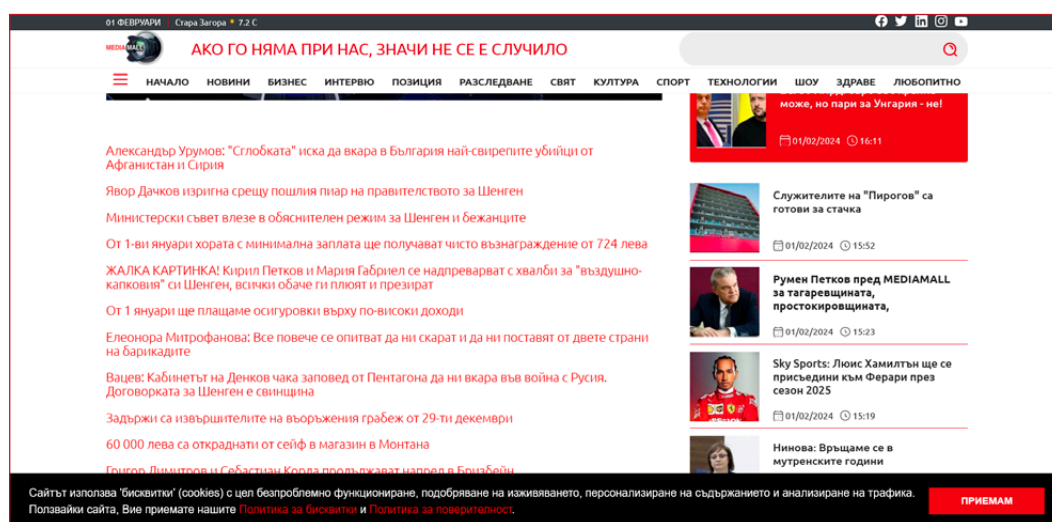 01 ФЕВРУАРИ Стара Загора 7.2 C
MEDIAMALL
АКО ГО НЯМА ПРИ НАС, ЗНАЧИ НЕ СЕ Е СЛУЧИЛО
НАЧАЛО НОВИНИ БИЗНЕС ИНТЕРВЮ ПОЗИЦИЯ РАЗСЛЕДВАНЕ СВЯТ КУЛТУРА СПОРТ ТЕХНОЛОГИИ ШОУ ЗДРАВЕ ЛЮБОПИТНО
Александър Урумов: "Сглобката" иска да вкара в България най-свирепите убийци от
Афганистан и Сирия
Явор Дачков изригна срещу пошлия пиар на правителството за Шенген
Министерски съвет влезе в обяснителен режим за Шенген и бежанците
От 1-ви януари хората с минимална заплата ще получават чисто възнаграждение от 724 лева
ЖАЛКА КАРТИНКА! Кирил Петков и Мария Габриел се надпреварват с хвалби за "въздушно-
капковия" си Шенген, всички обаче ги плюят и презират
От 1 януари ще плащаме осигуровки върху по-високи доходи
Елеонора Митрофанова: Все повече се опитват да ни скарат и да ни поставят от двете страни
на барикадите
Вацев: Кабинетът на Денков чака заповед от Пентагона да ни вкара във война с Русия.
Договорката за Шенген е свинщина
Задържи са извършителите на въоръжения грабеж от 29-ти декември
60 000 лева са откраднати от сейф в магазин в Монтана
Григор Димитров и Себастиан Корда продължават напред в Бризбейн
може, но пари за Унгария - не!
01/02/2024 16:11
Служителите на "Пирогов" са
готови за стачка
01/02/2024 15:52
Румен Петков пред MEDIAMALL
за тагаревщината,
простокировщината,
01/02/2024 15:23
Sky Sports: Люис Хамилтън ще се
присъедини към Ферари през
сезон 2025
01/02/2024 15:19
Нинова: Връщаме се в
мутренските години
Сайтът използва 'бисквитки' (cookies) с цел безпроблемно функциониране, подобряване на изживяването, персонализиране на съдържанието и анализиране на трафика.
Ползвайки сайта, Вие приемате нашите Политика за бисквитки и Политика за поверителност.
ПРИЕМАМ